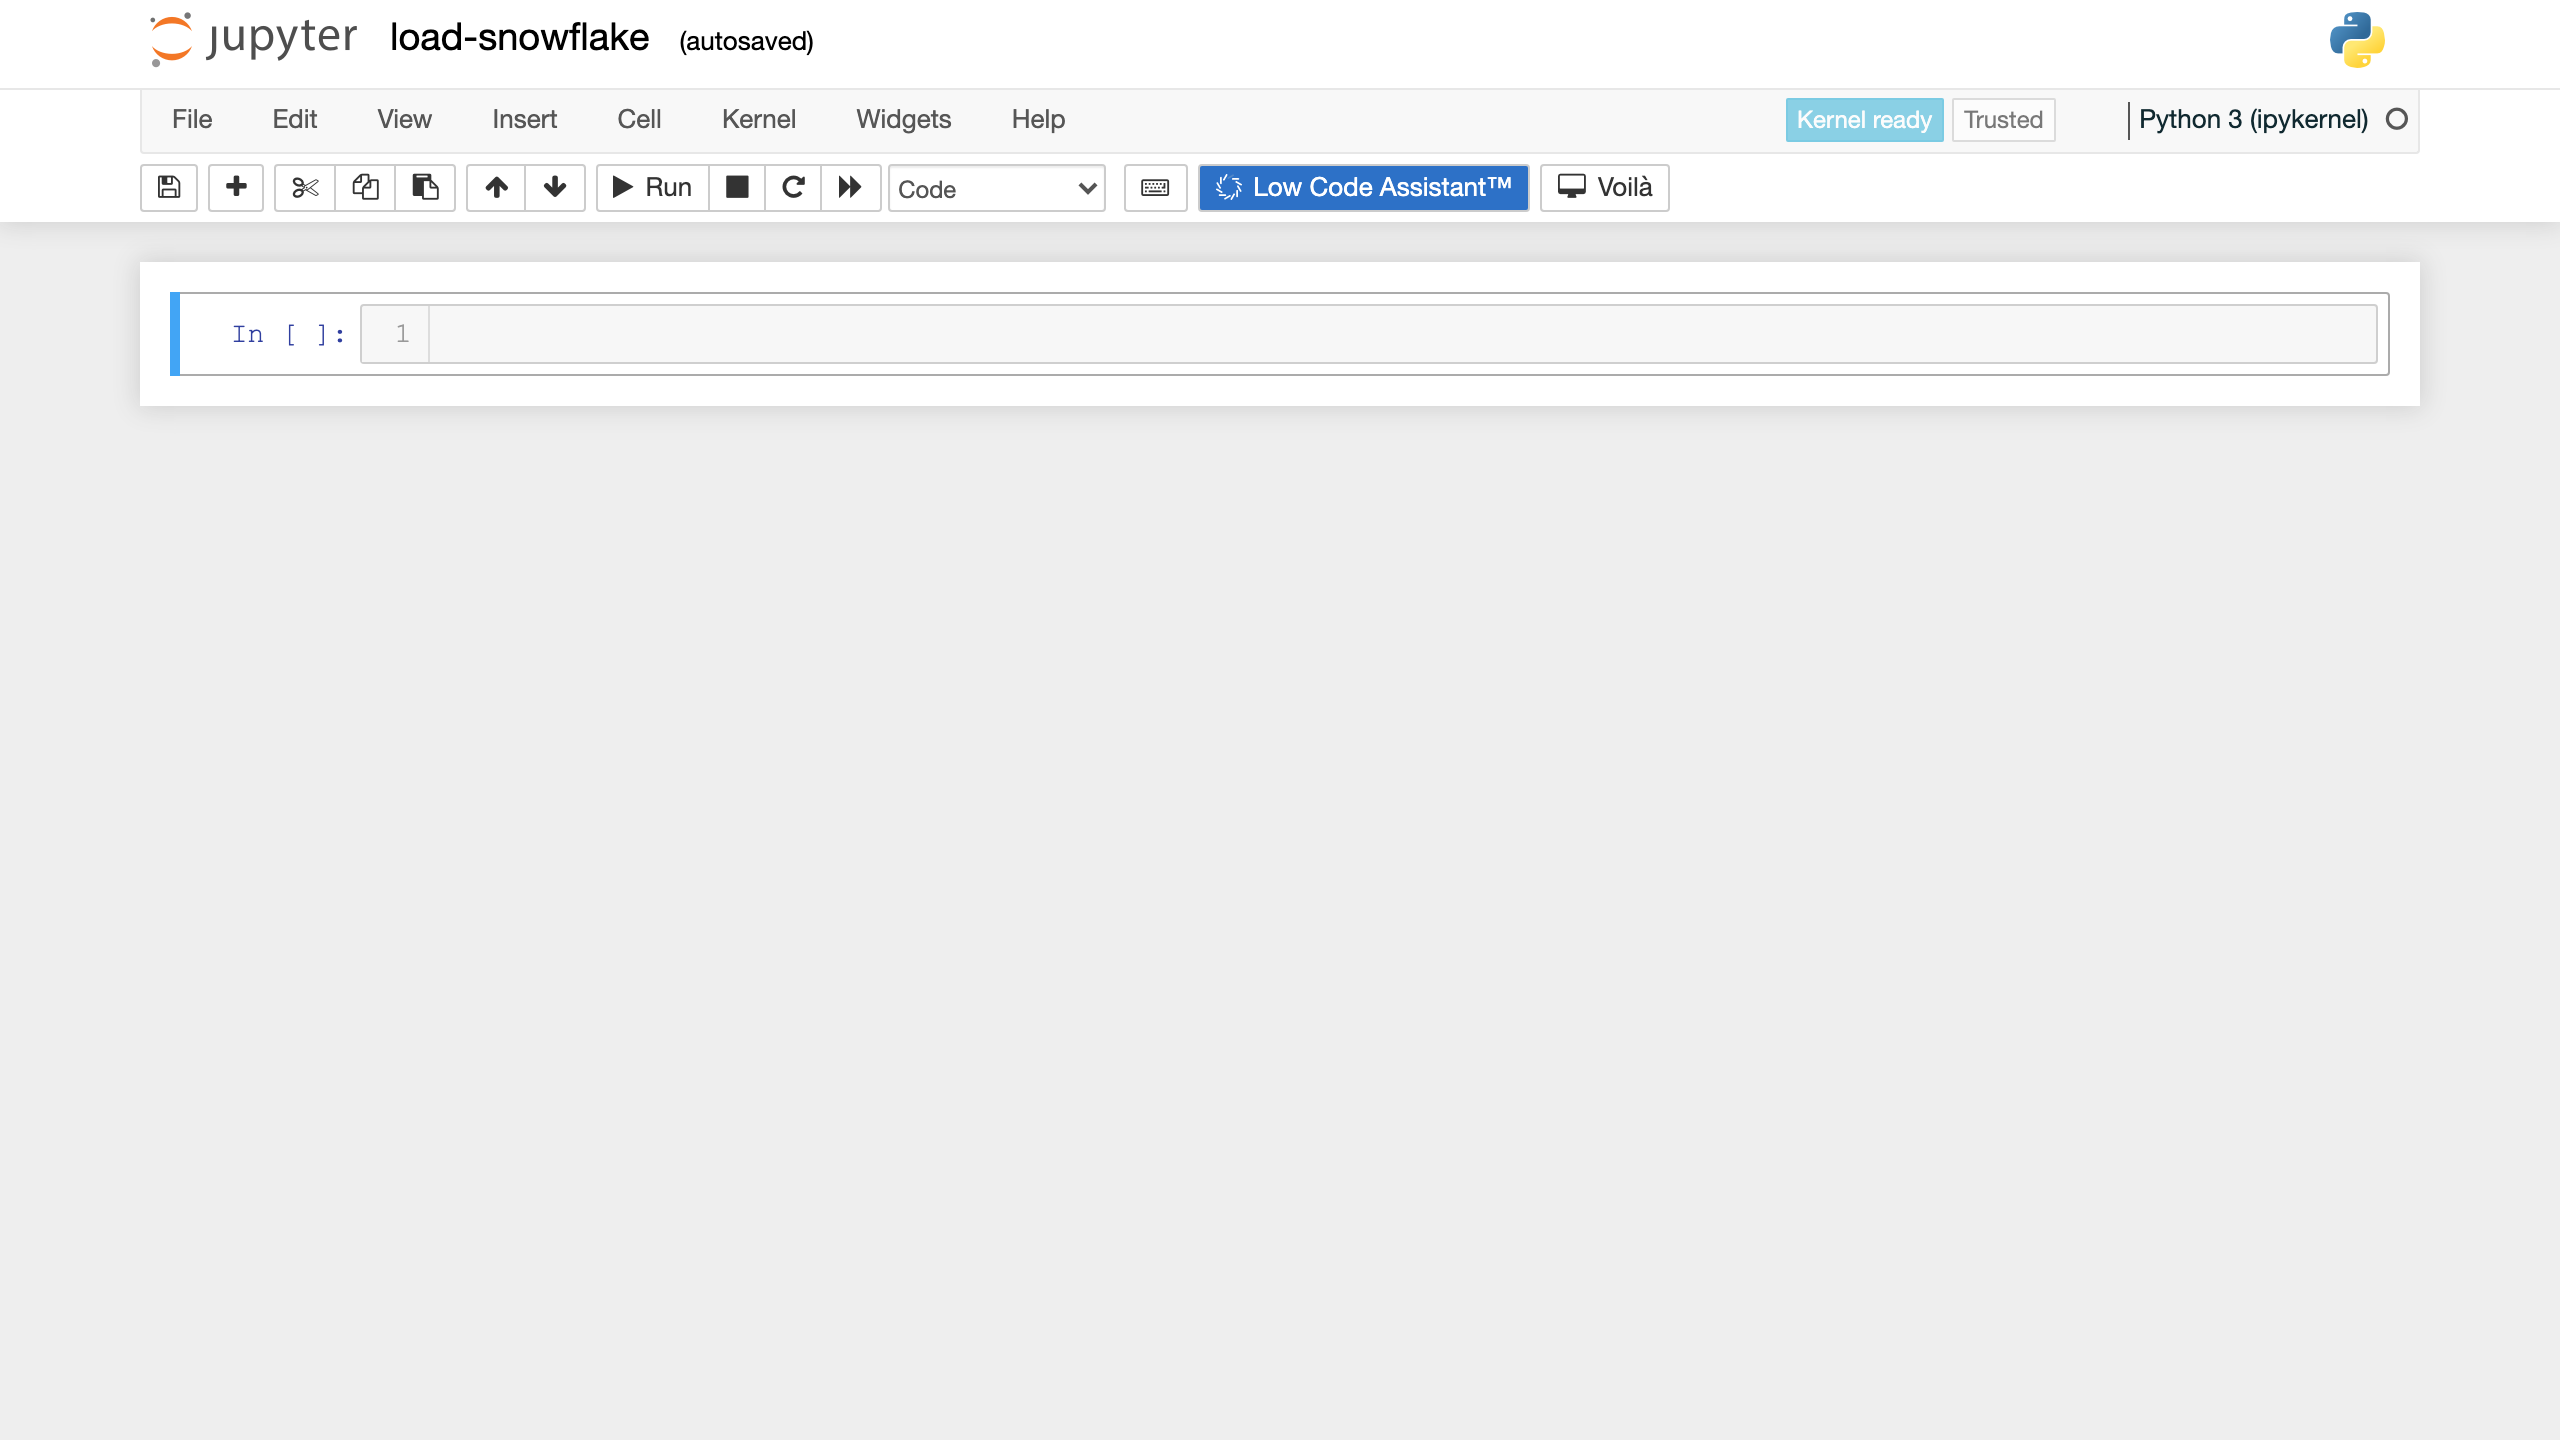 jupyter load-snowflake (autosaved)
File Edit View Insert Cell Kernel Widgets Help Kernel ready Trusted Python 3 (ipykernel)
Run Code Low Code Assistant™ Voilà
In [ ]: 1